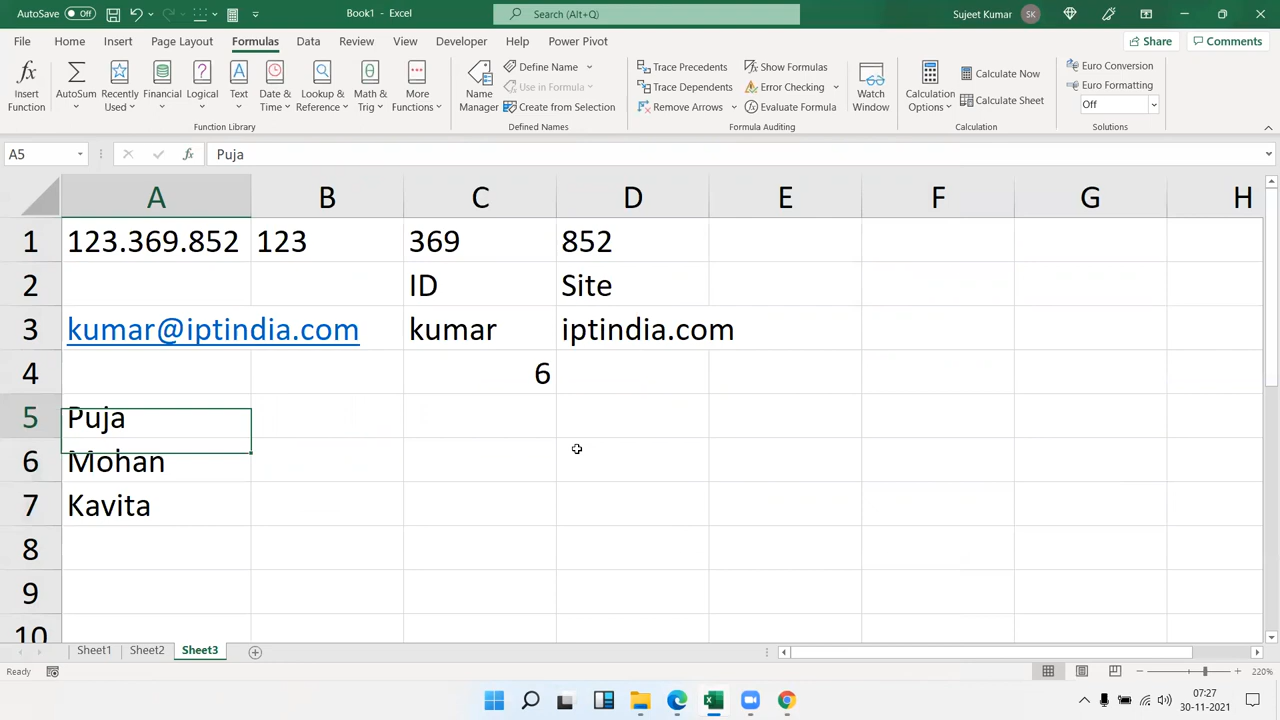 AutoSave Off Book1 - Excel Search (Alt+Q) Sujeet Kumar SK
File Home Insert Page Layout Formulas Data Review View Developer Help Power Pivot Share Comments
Insert Function
AutoSum
Recently Used
Financial
Logical
Text
Date & Time
Lookup & Reference
Math & Trig
More Functions
Function Library
Name Manager
Define Name
Use in Formula
Create from Selection
Defined Names
Trace Precedents
Trace Dependents
Remove Arrows
Show Formulas
Error Checking
Evaluate Formula
Formula Auditing
Watch Window
Calculation Options
Calculate Now
Calculate Sheet
Calculation
Euro Conversion
Euro Formatting
Off
Solutions
A5 fx Puja
A B C D E F G H
1 123.369.852 123 369 852
2 ID Site
3 kumar@iptindia.com kumar iptindia.com
4 6
5 Puja
6 Mohan
7 Kavita
8
9
10
Sheet1 Sheet2 Sheet3
Ready 220%
07:27
30-11-2021